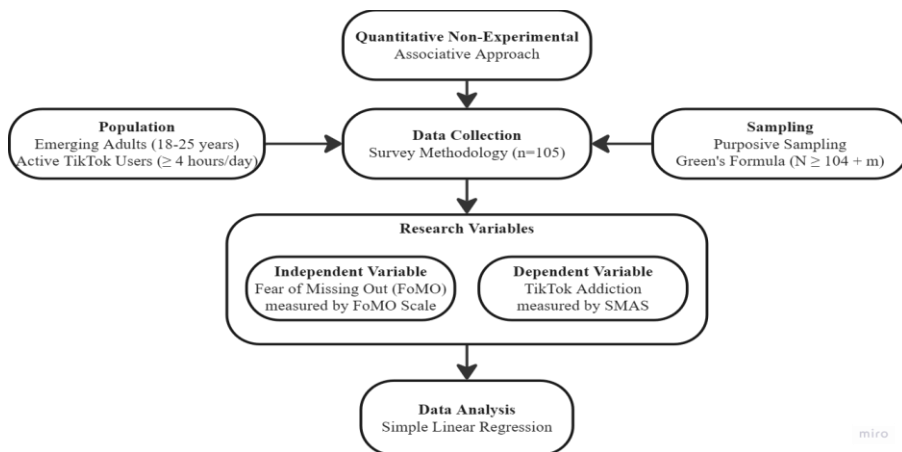 Quantitative Non-Experimental
Associative Approach
Population
Emerging Adults (18-25 years)
Active TikTok Users (≥ 4 hours/day)
Data Collection
Survey Methodology (n=105)
Sampling
Purposive Sampling
Green's Formula (N ≥ 104 + m)
Research Variables
Independent Variable
Fear of Missing Out (FoMO)
measured by FoMO Scale
Dependent Variable
TikTok Addiction
measured by SMAS
Data Analysis
Simple Linear Regression
miro